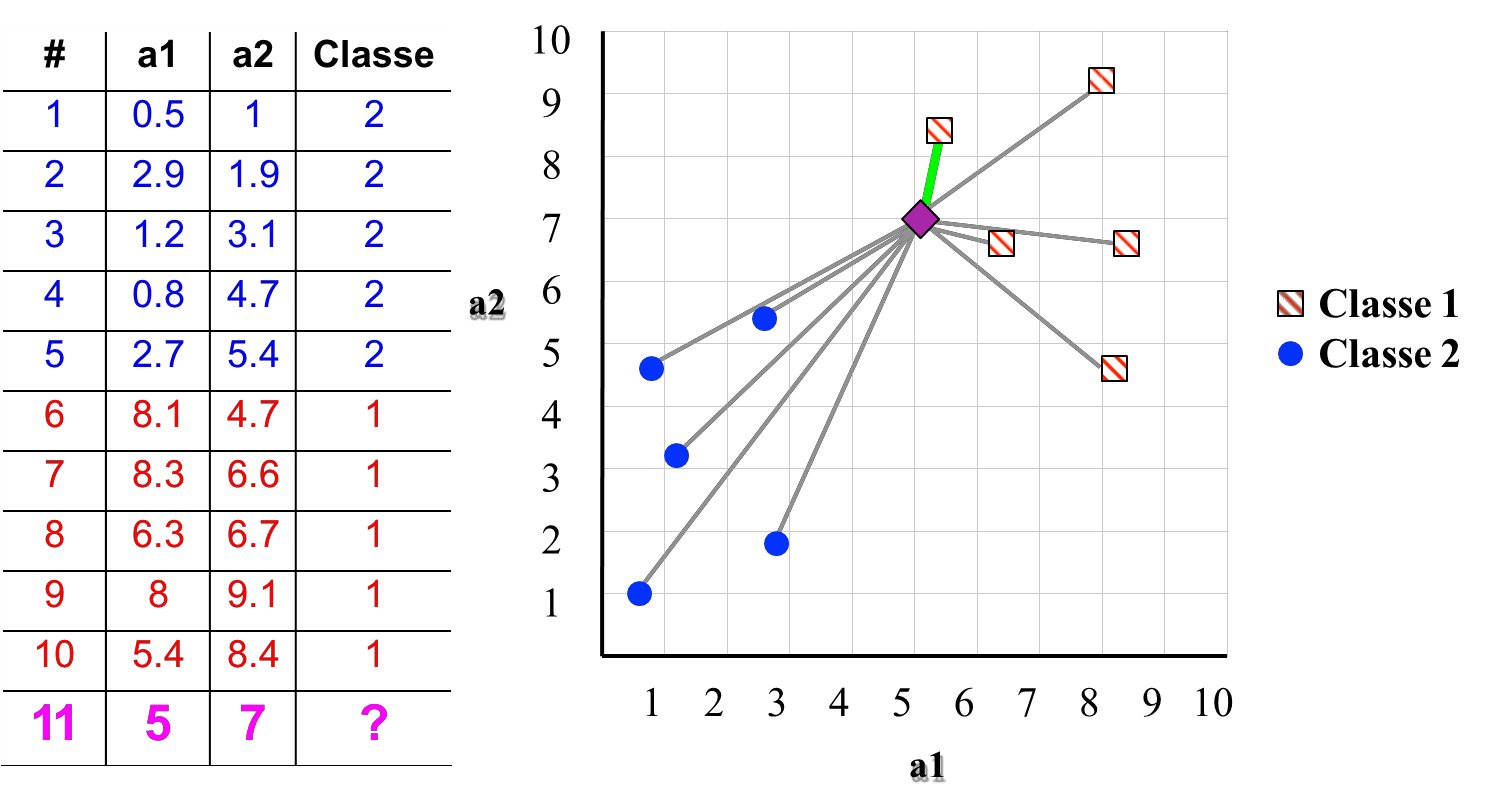 # a1 a2 Classe
1 0.5 1 2
2 2.9 1.9 2
3 1.2 3.1 2
4 0.8 4.7 2
5 2.7 5.4 2
6 8.1 4.7 1
7 8.3 6.6 1
8 6.3 6.7 1
9 8 9.1 1
10 5.4 8.4 1
11 5 7 ?
10
9
8
7
6
5
4
3
2
1
a2
1 2 3 4 5 6 7 8 9 10
a1
Classe 1
Classe 2